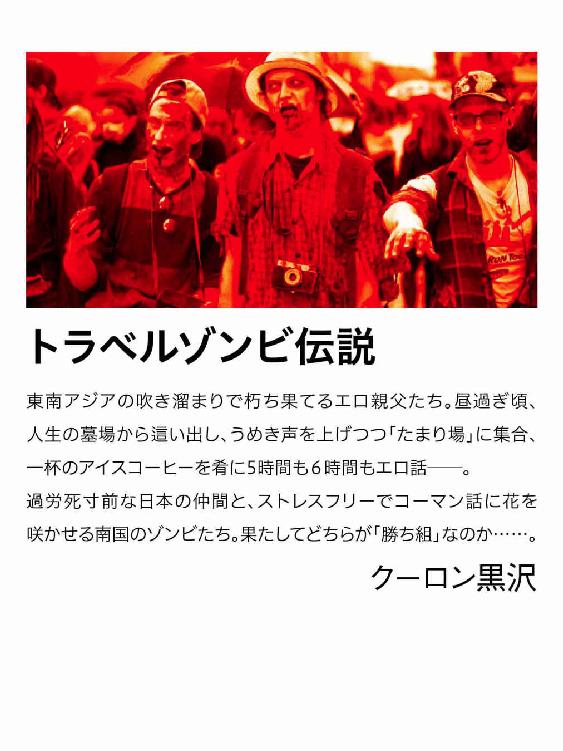 トラベルゾンビ伝説
東南アジアの吹き溜まりで朽ち果てるエロ親父たち。昼過ぎ頃、
人生の墓場から這い出し、うめき声を上げつつ「たまり場」に集合、
一杯のアイスコーヒーを肴に5時間も6時間もエロ話――。
過労死寸前な日本の仲間と、ストレスフリーでコーマン話に花を
咲かせる南国のゾンビたち。果たしてどちらが「勝ち組」なのか……。
クーロン黒沢